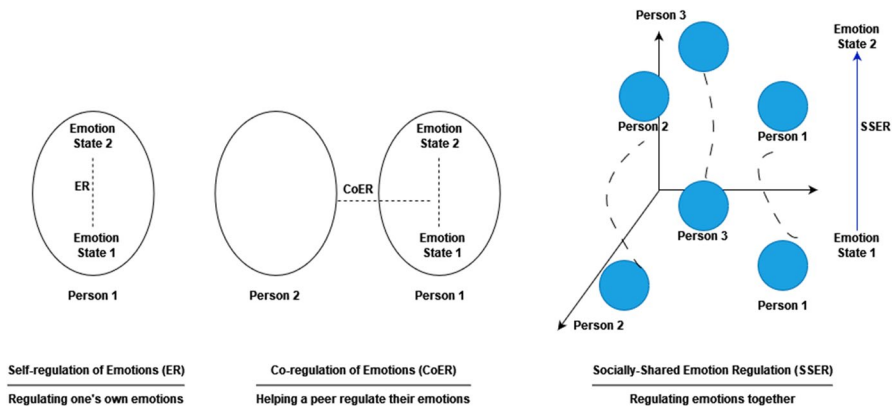 Emotion
State 2
ER
Emotion
State 1
Person 1
Emotion
State 2
CoER
Emotion
State 1
Person 2
Person 1
Person 3
Emotion
State 2
Person 2
Person 1
SSER
Person 3
Emotion
State 1
Person 1
Person 2
Self-regulation of Emotions (ER)
Regulating one's own emotions
Co-regulation of Emotions (CoER)
Helping a peer regulate their emotions
Socially-Shared Emotion Regulation (SSER)
Regulating emotions together